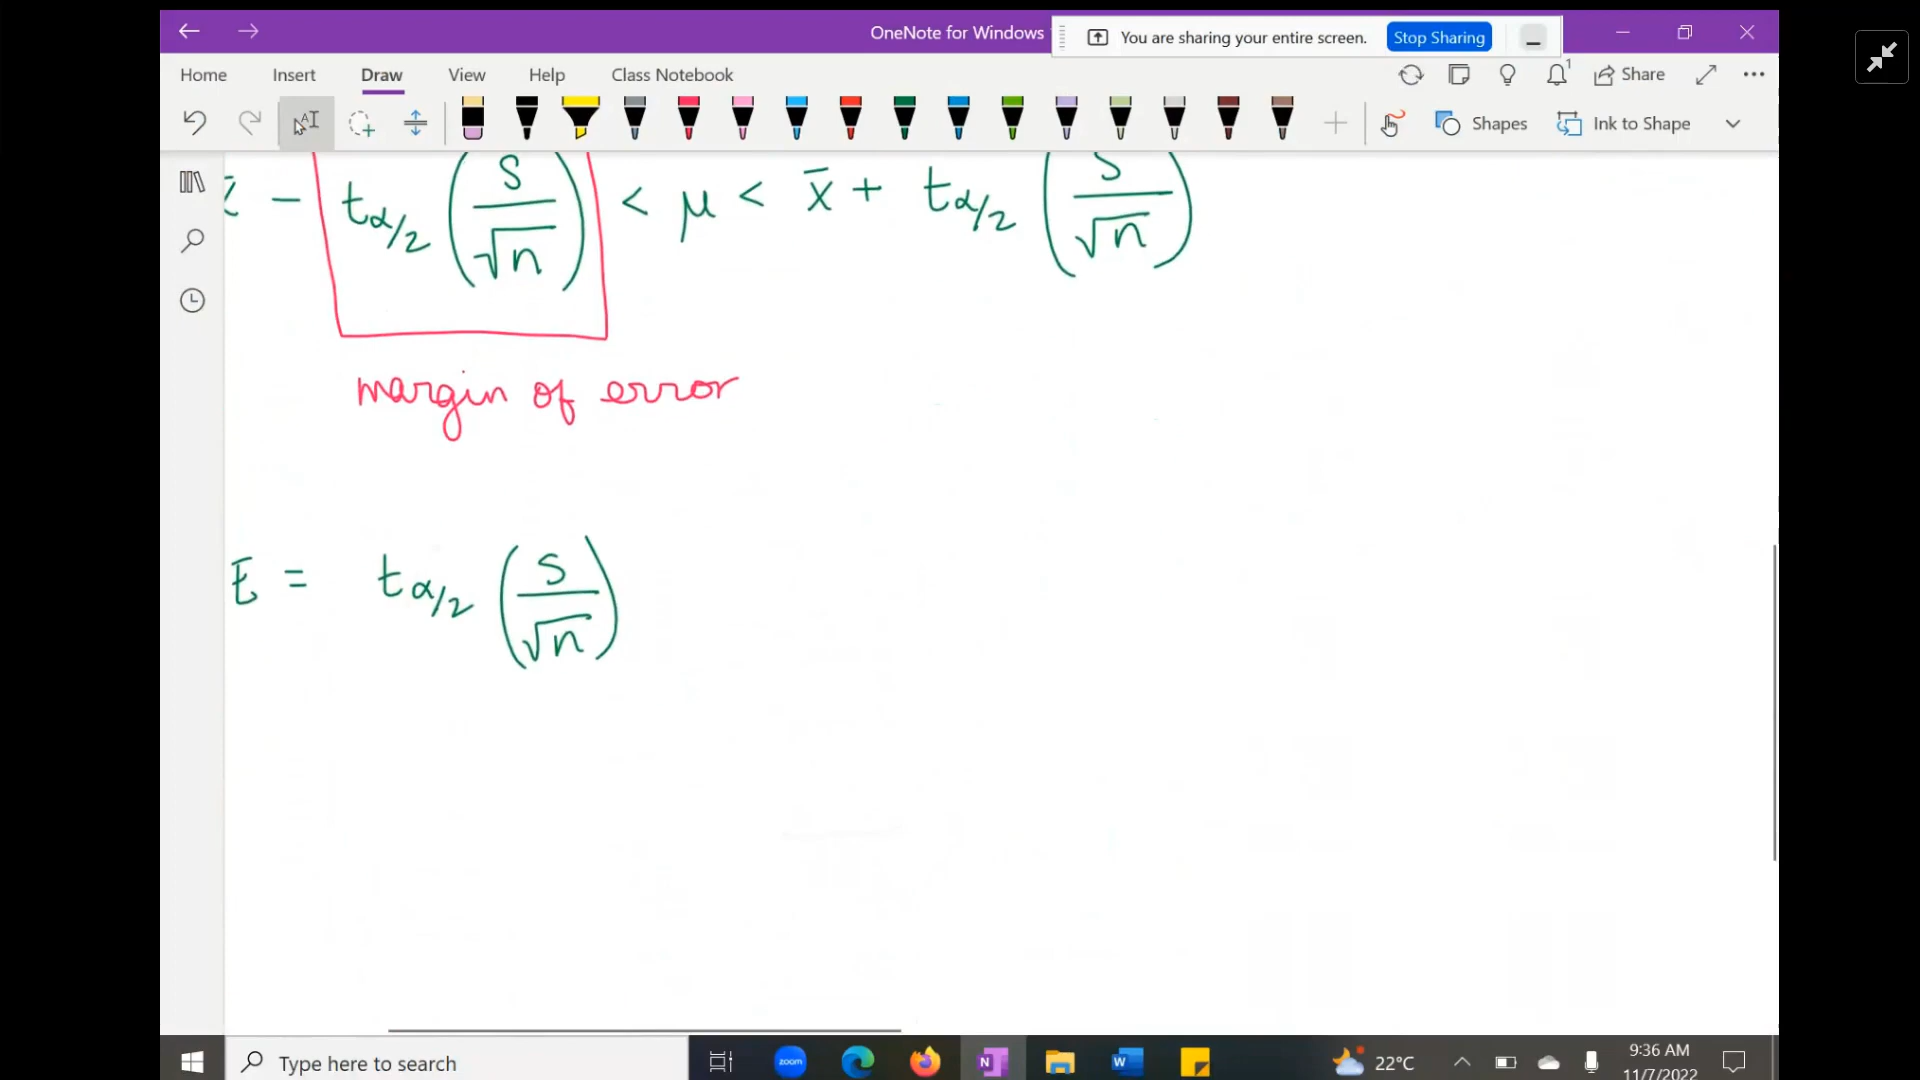 OneNote for Windows
You are sharing your entire screen. Stop Sharing
Home Insert Draw View Help Class Notebook
1 Share
Shapes Ink to Shape
x̄ − tα/2 (s/√n) < μ < x̄ + tα/2 (s/√n)
margin of error
E = tα/2 (s/√n)
Type here to search
zoom
N
W
22°C
9:36 AM
11/7/2022